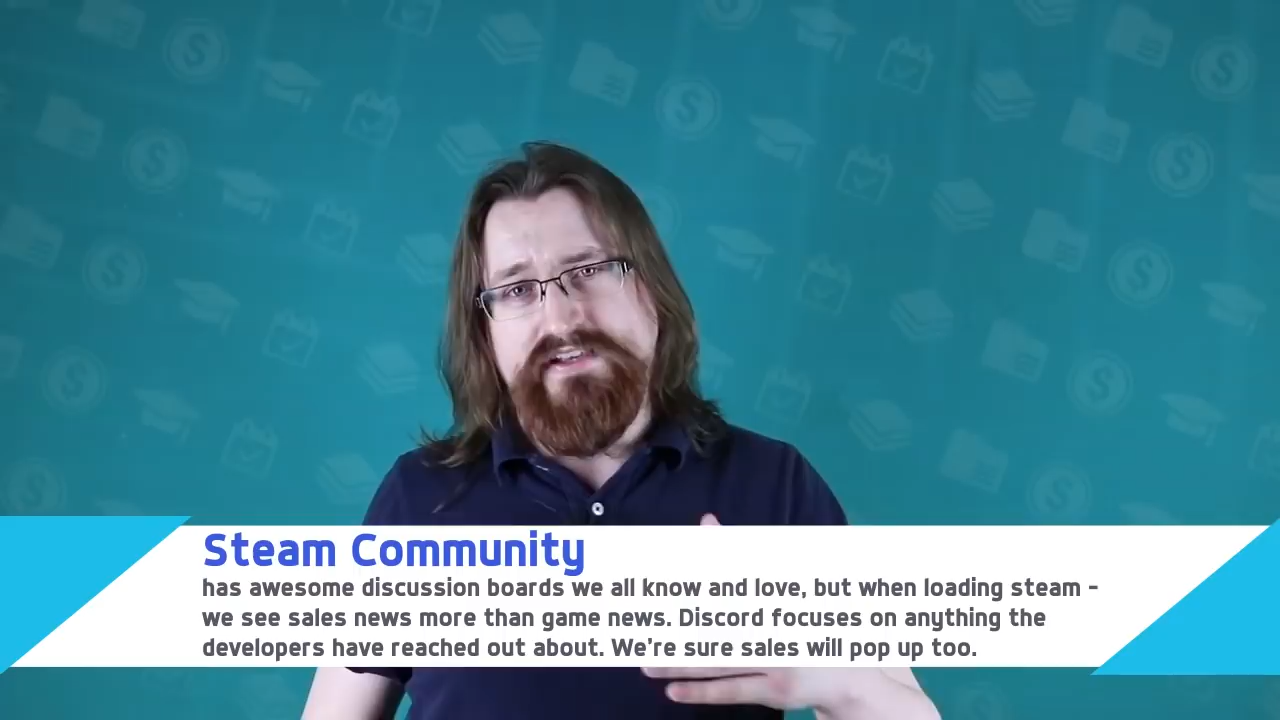 Steam Community
has awesome discussion boards we all know and love, but when loading steam -
we see sales news more than game news. Discord focuses on anything the
developers have reached out about. We're sure sales will pop up too.